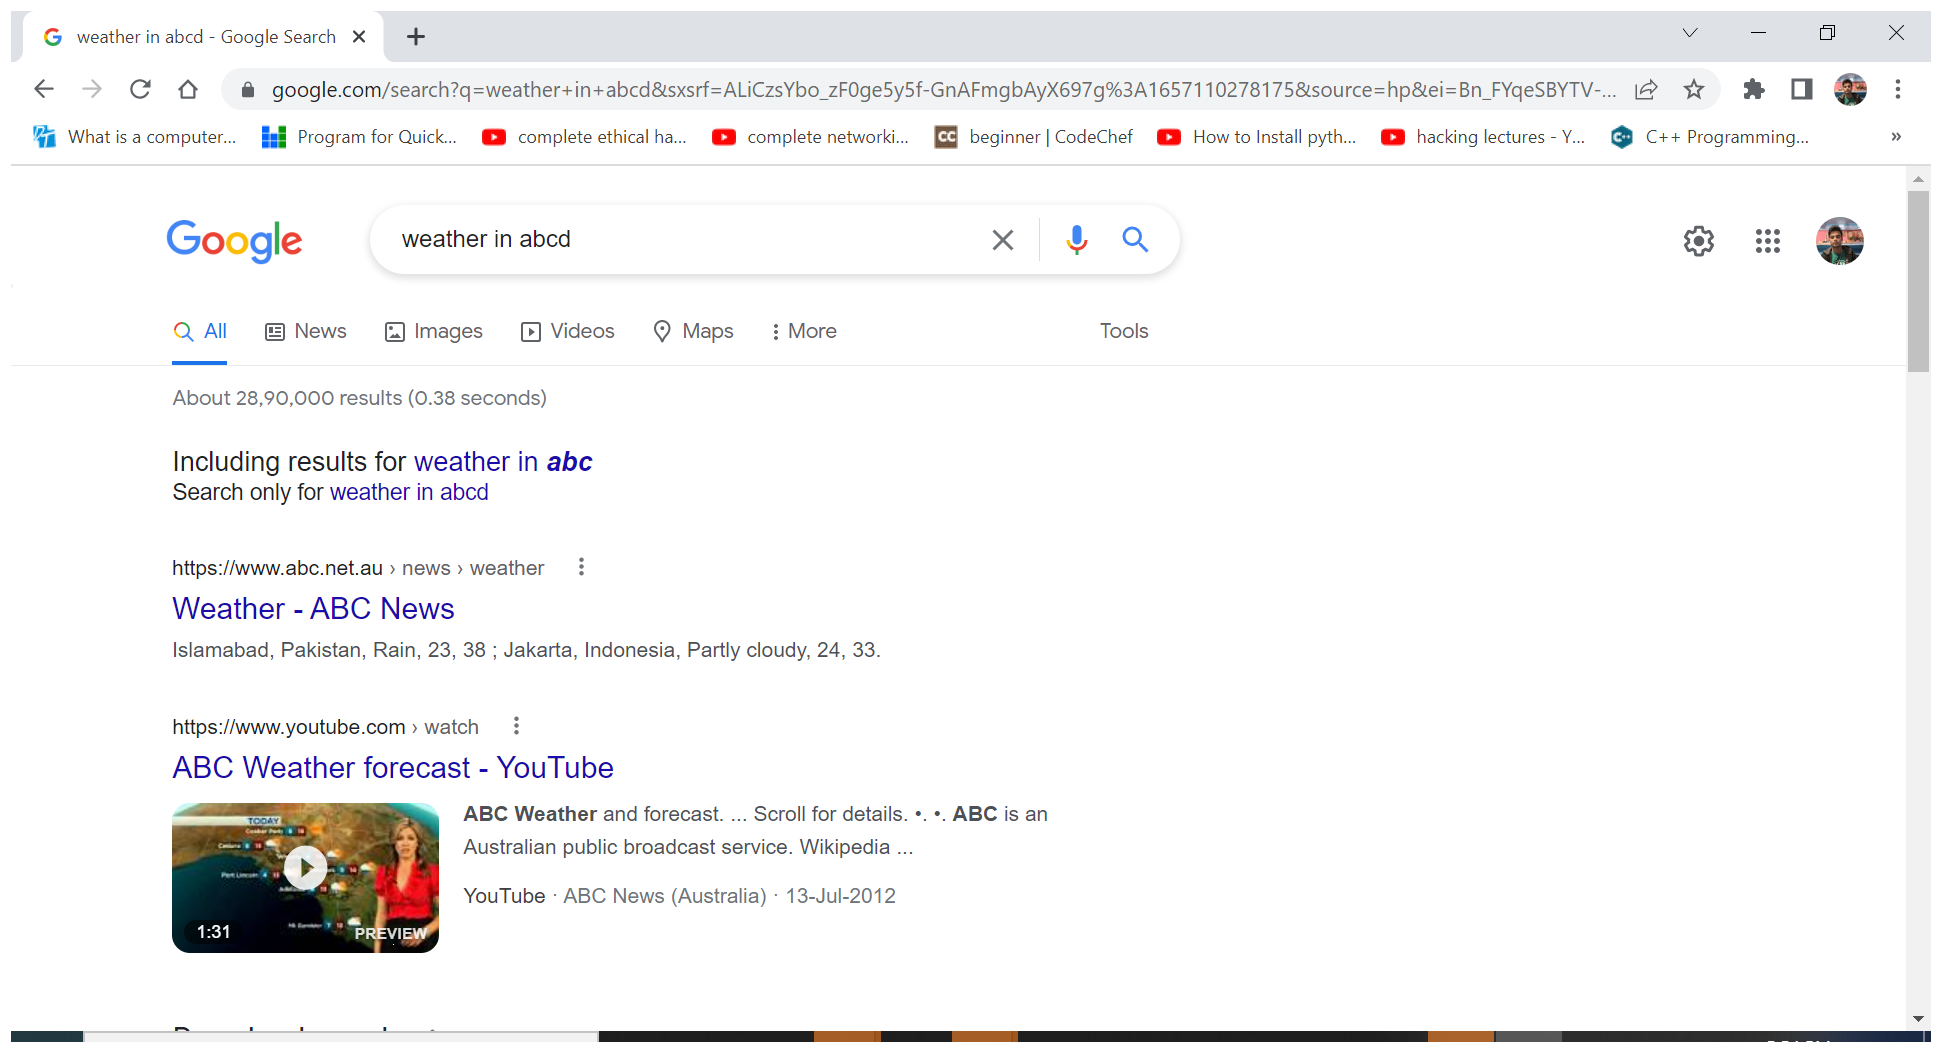 weather in abcd - Google Search
google.com/search?q=weather+in+abcd&sxsrf=ALiCzsYbo_zF0ge5y5f-GnAFmgbAyX697g%3A1657110278175&source=hp&ei=Bn_FYqeSBYTV-...
What is a computer... Program for Quick... complete ethical ha... complete networki... CC beginner | CodeChef How to Install pyth... hacking lectures - Y... C++ C++ Programming... »
Google weather in abcd
All News Images Videos Maps More Tools
About 28,90,000 results (0.38 seconds)
Including results for weather in abc
Search only for weather in abcd
https://www.abc.net.au › news › weather
Weather - ABC News
Islamabad, Pakistan, Rain, 23, 38 ; Jakarta, Indonesia, Partly cloudy, 24, 33.
https://www.youtube.com › watch
ABC Weather forecast - YouTube
TODAY
ABC Weather and forecast. ... Scroll for details. •. •. ABC is an
Australian public broadcast service. Wikipedia ...
YouTube · ABC News (Australia) · 13-Jul-2012
1:31 PREVIEW